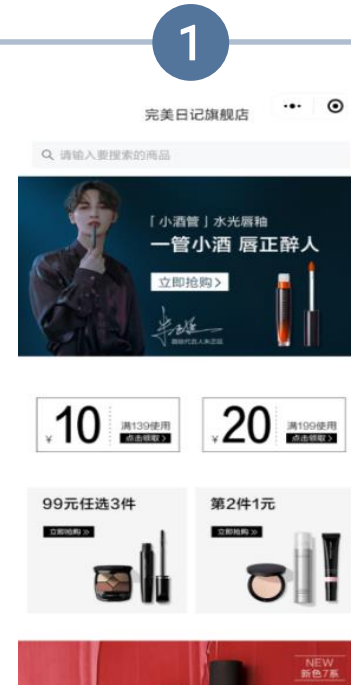 1
完美日记旗舰店
请输入要搜索的商品
「小酒管」水光唇釉
一管小酒 唇正醉人
立即抢购>
¥10 满139使用
点击领取>
¥20 满199使用
点击领取>
99元任选3件
立即抢购 >>
第2件1元
立即抢购 >>
NEW
新色7系